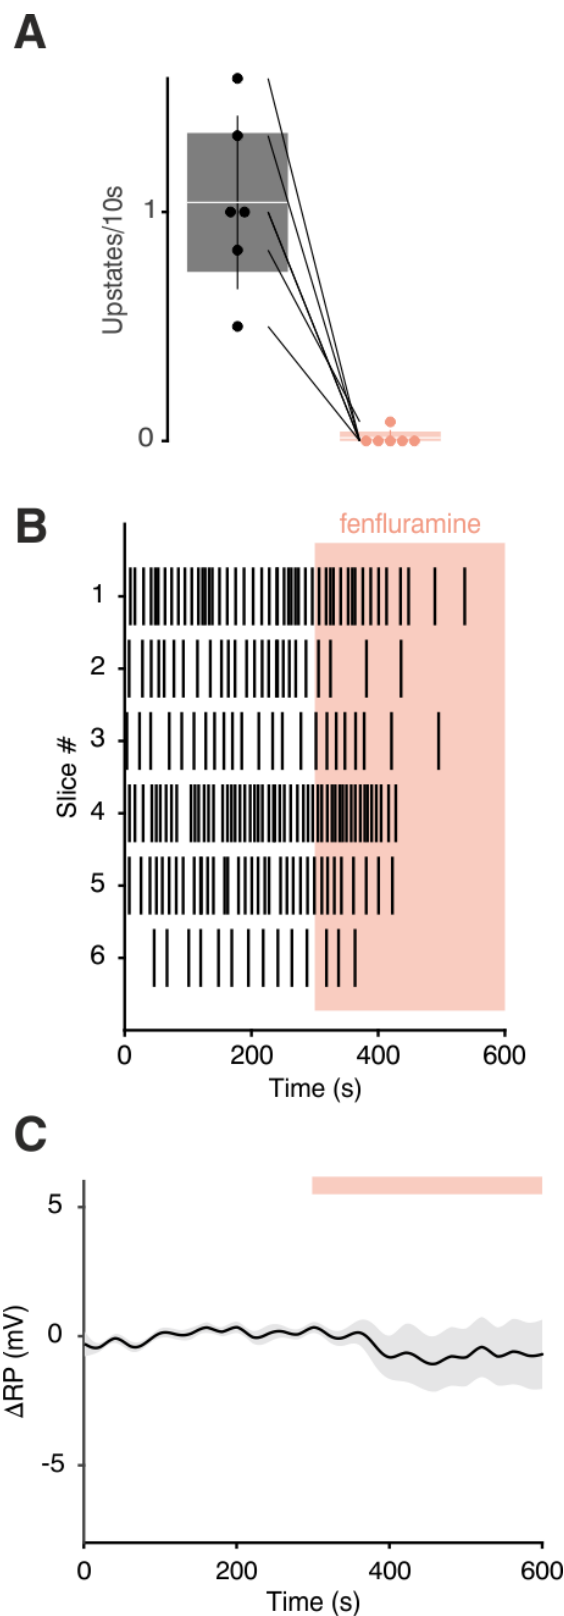 A
Upstates/10s
1
0
B
fenfluramine
Slice #
1
2
3
4
5
6
0 200 400 600
Time (s)
C
ΔRP (mV)
5
0
-5
0 200 400 600
Time (s)